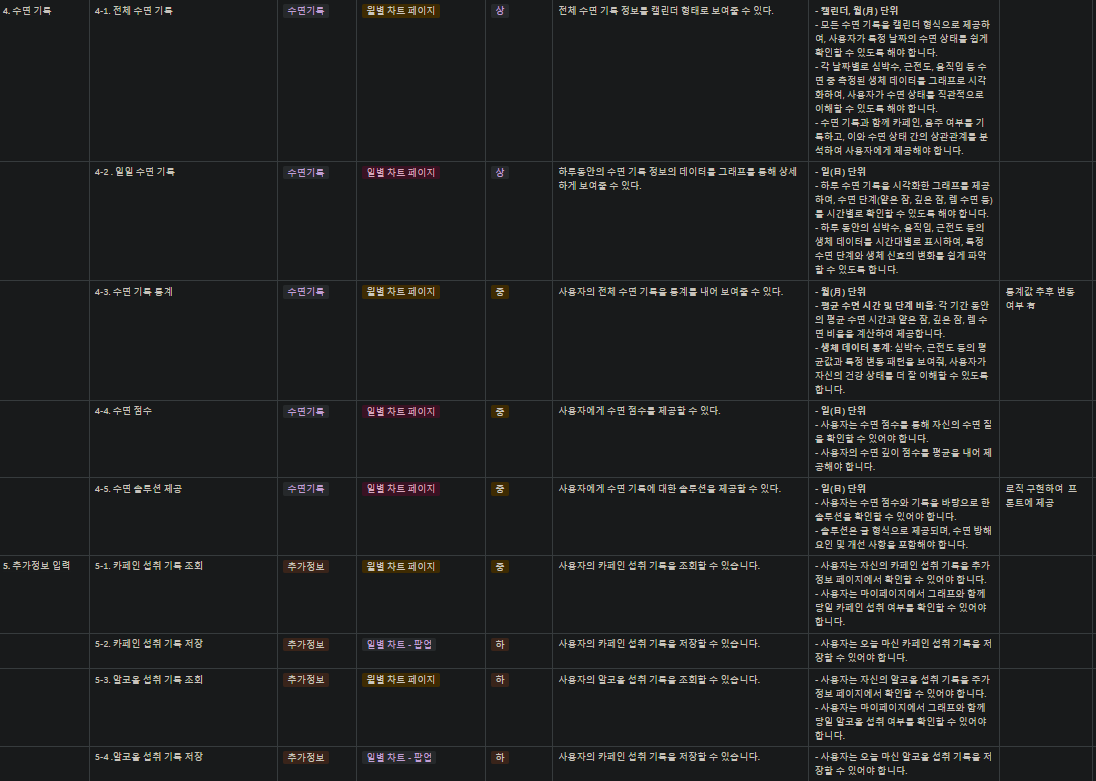 4. 수면 기록
4-1. 전체 수면 기록
수면기록
월별 차트 페이지
상
전체 수면 기록 정보를 캘린더 형태로 보여줄 수 있다.
- 캘린더, 월(月) 단위
- 모든 수면 기록을 캘린더 형식으로 제공하
여, 사용자가 특정 날짜의 수면 상태를 쉽게
확인할 수 있도록 해야 합니다.
- 각 날짜별로 심박수, 근전도, 움직임 등 수
면 중 측정된 생체 데이터를 그래프로 시각
화하여, 사용자가 수면 상태를 직관적으로
이해할 수 있도록 해야 합니다.
- 수면 기록과 함께 카페인, 음주 여부를 기
록하고, 이와 수면 상태 간의 상관관계를 분
석하여 사용자에게 제공해야 합니다.
4-2 . 일일 수면 기록
수면기록
일별 차트 페이지
상
하루동안의 수면 기록 정보의 데이터를 그래프를 통해 상세
하게 보여줄 수 있다.
- 일(日) 단위
- 하루 수면 기록을 시각화한 그래프를 제공
하여, 수면 단계(얕은 잠, 깊은 잠, 렘 수면 등)
를 시간별로 확인할 수 있도록 해야 합니다.
- 하루 동안의 심박수, 움직임, 근전도 등의
생체 데이터를 시간대별로 표시하여, 특정
수면 단계와 생체 신호의 변화를 쉽게 파악
할 수 있도록 합니다.
4-3. 수면 기록 통계
수면기록
월별 차트 페이지
중
사용자의 전체 수면 기록을 통계를 내어 보여줄 수 있다.
- 월(月) 단위
- 평균 수면 시간 및 단계 비율: 각 기간 동안
의 평균 수면 시간과 얕은 잠, 깊은 잠, 렘 수
면 비율을 계산하여 제공합니다.
- 생체 데이터 통계: 심박수, 근전도 등의 평
균값과 특정 변동 패턴을 보여줘, 사용자가
자신의 건강 상태를 더 잘 이해할 수 있도록
합니다.
통계값 추후 변동
여부 有
4-4. 수면 점수
수면기록
일별 차트 페이지
중
사용자에게 수면 점수를 제공할 수 있다.
- 일(日) 단위
- 사용자는 수면 점수를 통해 자신의 수면 질
을 확인할 수 있어야 합니다.
- 사용자의 수면 깊이 점수를 평균을 내어 제
공해야 합니다.
4-5. 수면 솔루션 제공
수면기록
일별 차트 페이지
중
사용자에게 수면 기록에 대한 솔루션을 제공할 수 있다.
- 일(日) 단위
- 사용자는 수면 점수와 기록을 바탕으로 한
솔루션을 확인할 수 있어야 합니다.
- 솔루션은 글 형식으로 제공되며, 수면 방해
요인 및 개선 사항을 포함해야 합니다.
로직 구현하여 프
론트에 제공
5. 추가정보 입력
5-1. 카페인 섭취 기록 조회
추가정보
월별 차트 페이지
중
사용자의 카페인 섭취 기록을 조회할 수 있습니다.
- 사용자는 자신의 카페인 섭취 기록을 추가
정보 페이지에서 확인할 수 있어야 합니다.
- 사용자는 마이페이지에서 그래프와 함께
당일 카페인 섭취 여부를 확인할 수 있어야
합니다.
5-2. 카페인 섭취 기록 저장
추가정보
일별 차트 - 팝업
하
사용자의 카페인 섭취 기록을 저장할 수 있습니다.
- 사용자는 오늘 마신 카페인 섭취 기록을 저
장할 수 있어야 합니다.
5-3. 알코올 섭취 기록 조회
추가정보
월별 차트 페이지
하
사용자의 알코올 섭취 기록을 조회할 수 있습니다.
- 사용자는 자신의 알코올 섭취 기록을 추가
정보 페이지에서 확인할 수 있어야 합니다.
- 사용자는 마이페이지에서 그래프와 함께
당일 알코올 섭취 여부를 확인할 수 있어야
합니다.
5-4 .알코올 섭취 기록 저장
추가정보
일별 차트 - 팝업
하
사용자의 카페인 섭취 기록을 저장할 수 있습니다.
- 사용자는 오늘 마신 알코올 섭취 기록을 저
장할 수 있어야 합니다.